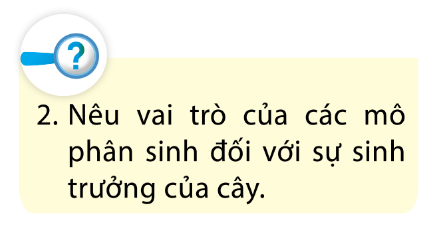 ?
2. Nêu vai trò của các mô
phân sinh đối với sự sinh
trưởng của cây.